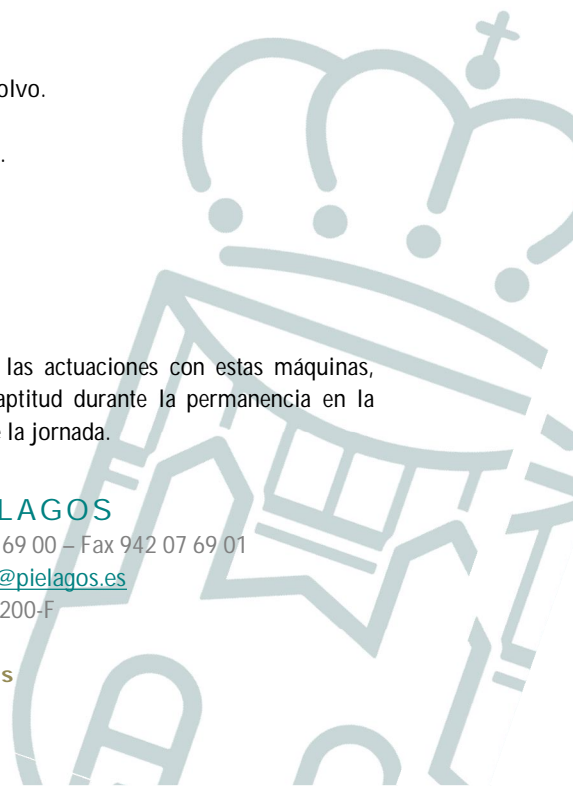 olvo.
.
las actuaciones con estas máquinas,
aptitud durante la permanencia en la
la jornada.
LAGOS
69 00 – Fax 942 07 69 01
@pielagos.es
200-F
s